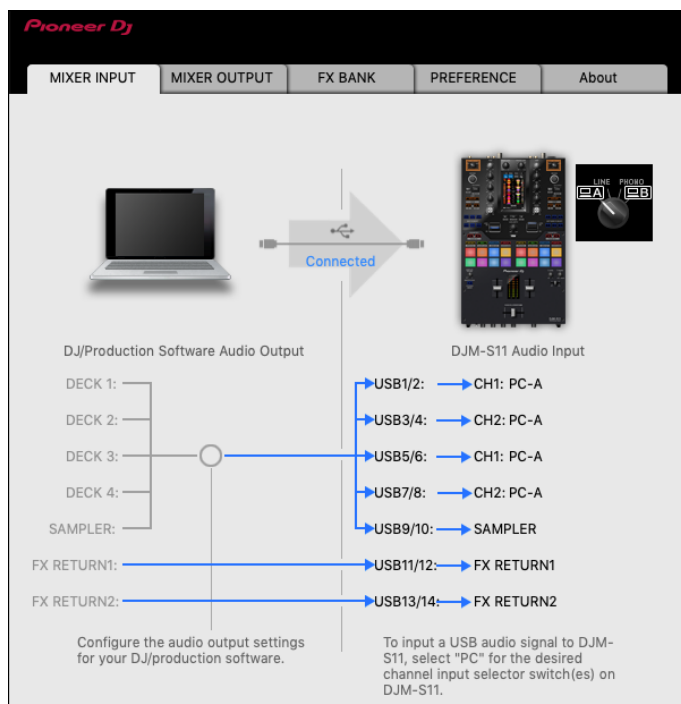 Pioneer Dj
MIXER INPUT
MIXER OUTPUT
FX BANK
PREFERENCE
About
LINE PHONO
A
B
Connected
DJ/Production Software Audio Output
DJM-S11 Audio Input
DECK 1:
USB1/2:
CH1: PC-A
DECK 2:
USB3/4:
CH2: PC-A
DECK 3:
USB5/6:
CH1: PC-A
DECK 4:
USB7/8:
CH2: PC-A
SAMPLER:
USB9/10:
SAMPLER
FX RETURN1:
USB11/12:
FX RETURN1
FX RETURN2:
USB13/14:
FX RETURN2
Configure the audio output settings
for your DJ/production software.
To input a USB audio signal to DJM-
S11, select "PC" for the desired
channel input selector switch(es) on
DJM-S11.